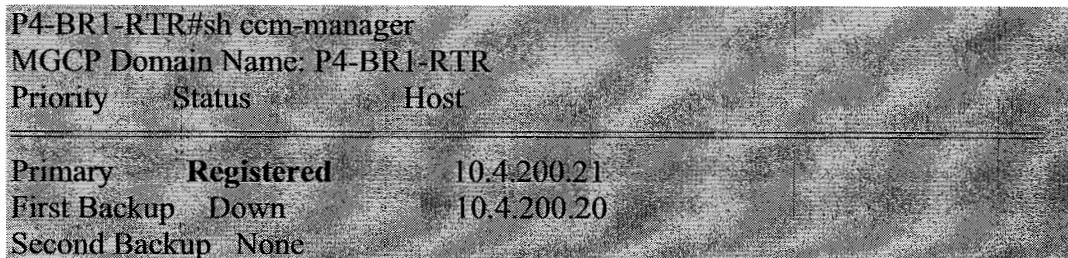 P4-BR1-RTR#sh ccm-manager
MGCP Domain Name: P4-BR1-RTR
Priority Status Host
Primary Registered 10.4.200.21
First Backup Down 10.4.200.20
Second Backup None